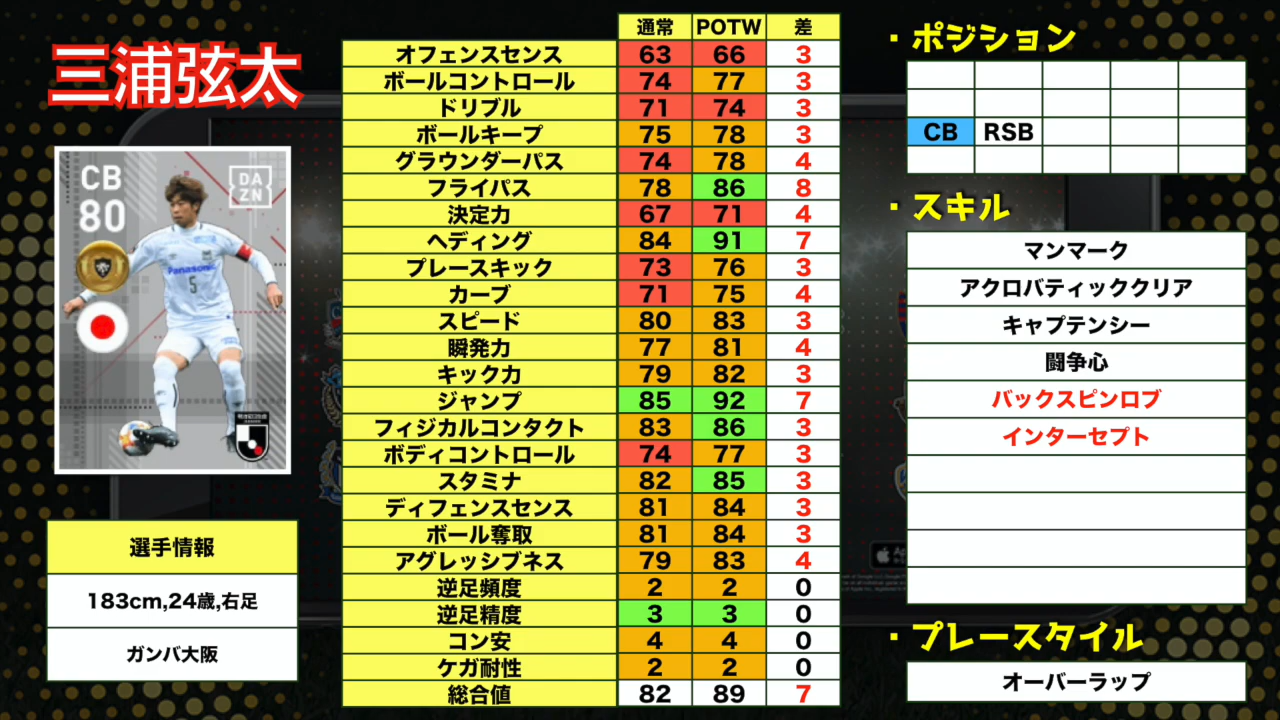 三浦弦太
CB
80
DA
ZN
Panasonic
5
選手情報
183cm,24歳,右足
ガンバ大阪
通常 POTW 差
オフェンスセンス 63 66 3
ボールコントロール 74 77 3
ドリブル 71 74 3
ボールキープ 75 78 3
グラウンダーパス 74 78 4
フライパス 78 86 8
決定力 67 71 4
ヘディング 84 91 7
プレースキック 73 76 3
カーブ 71 75 4
スピード 80 83 3
瞬発力 77 81 4
キック力 79 82 3
ジャンプ 85 92 7
フィジカルコンタクト 83 86 3
ボディコントロール 74 77 3
スタミナ 82 85 3
ディフェンスセンス 81 84 3
ボール奪取 81 84 3
アグレッシブネス 79 83 4
逆足頻度 2 2 0
逆足精度 3 3 0
コン安 4 4 0
ケガ耐性 2 2 0
総合値 82 89 7
・ポジション
CB RSB
・スキル
マンマーク
アクロバティッククリア
キャプテンシー
闘争心
バックスピンロブ
インターセプト
・プレースタイル
オーバーラップ